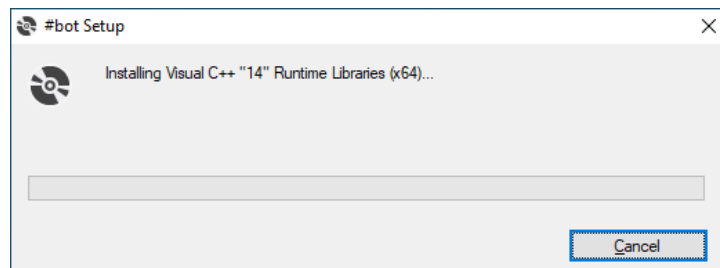 #bot Setup
Installing Visual C++ "14" Runtime Libraries (x64)...
Cancel